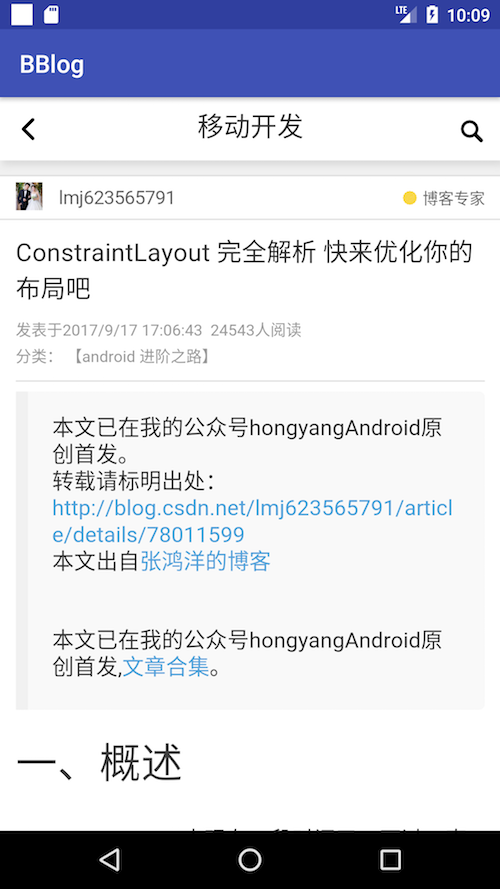 LTE 10:09
BBlog
移动开发
lmj623565791 博客专家
ConstraintLayout 完全解析 快来优化你的
布局吧
发表于2017/9/17 17:06:43 24543人阅读
分类： 【android 进阶之路】
本文已在我的公众号hongyangAndroid原
创首发。
转载请标明出处：
http://blog.csdn.net/lmj623565791/articl
e/details/78011599
本文出自张鸿洋的博客
本文已在我的公众号hongyangAndroid原
创首发,文章合集。
一、概述